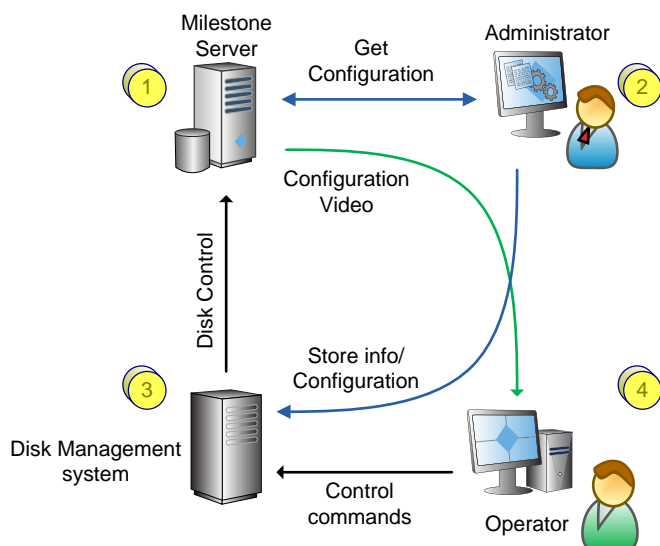 Milestone
Server
Administrator
Get
Configuration
1
2
Configuration
Video
Disk Control
Store info/
Configuration
3
4
Disk Management
system
Control
commands
Operator